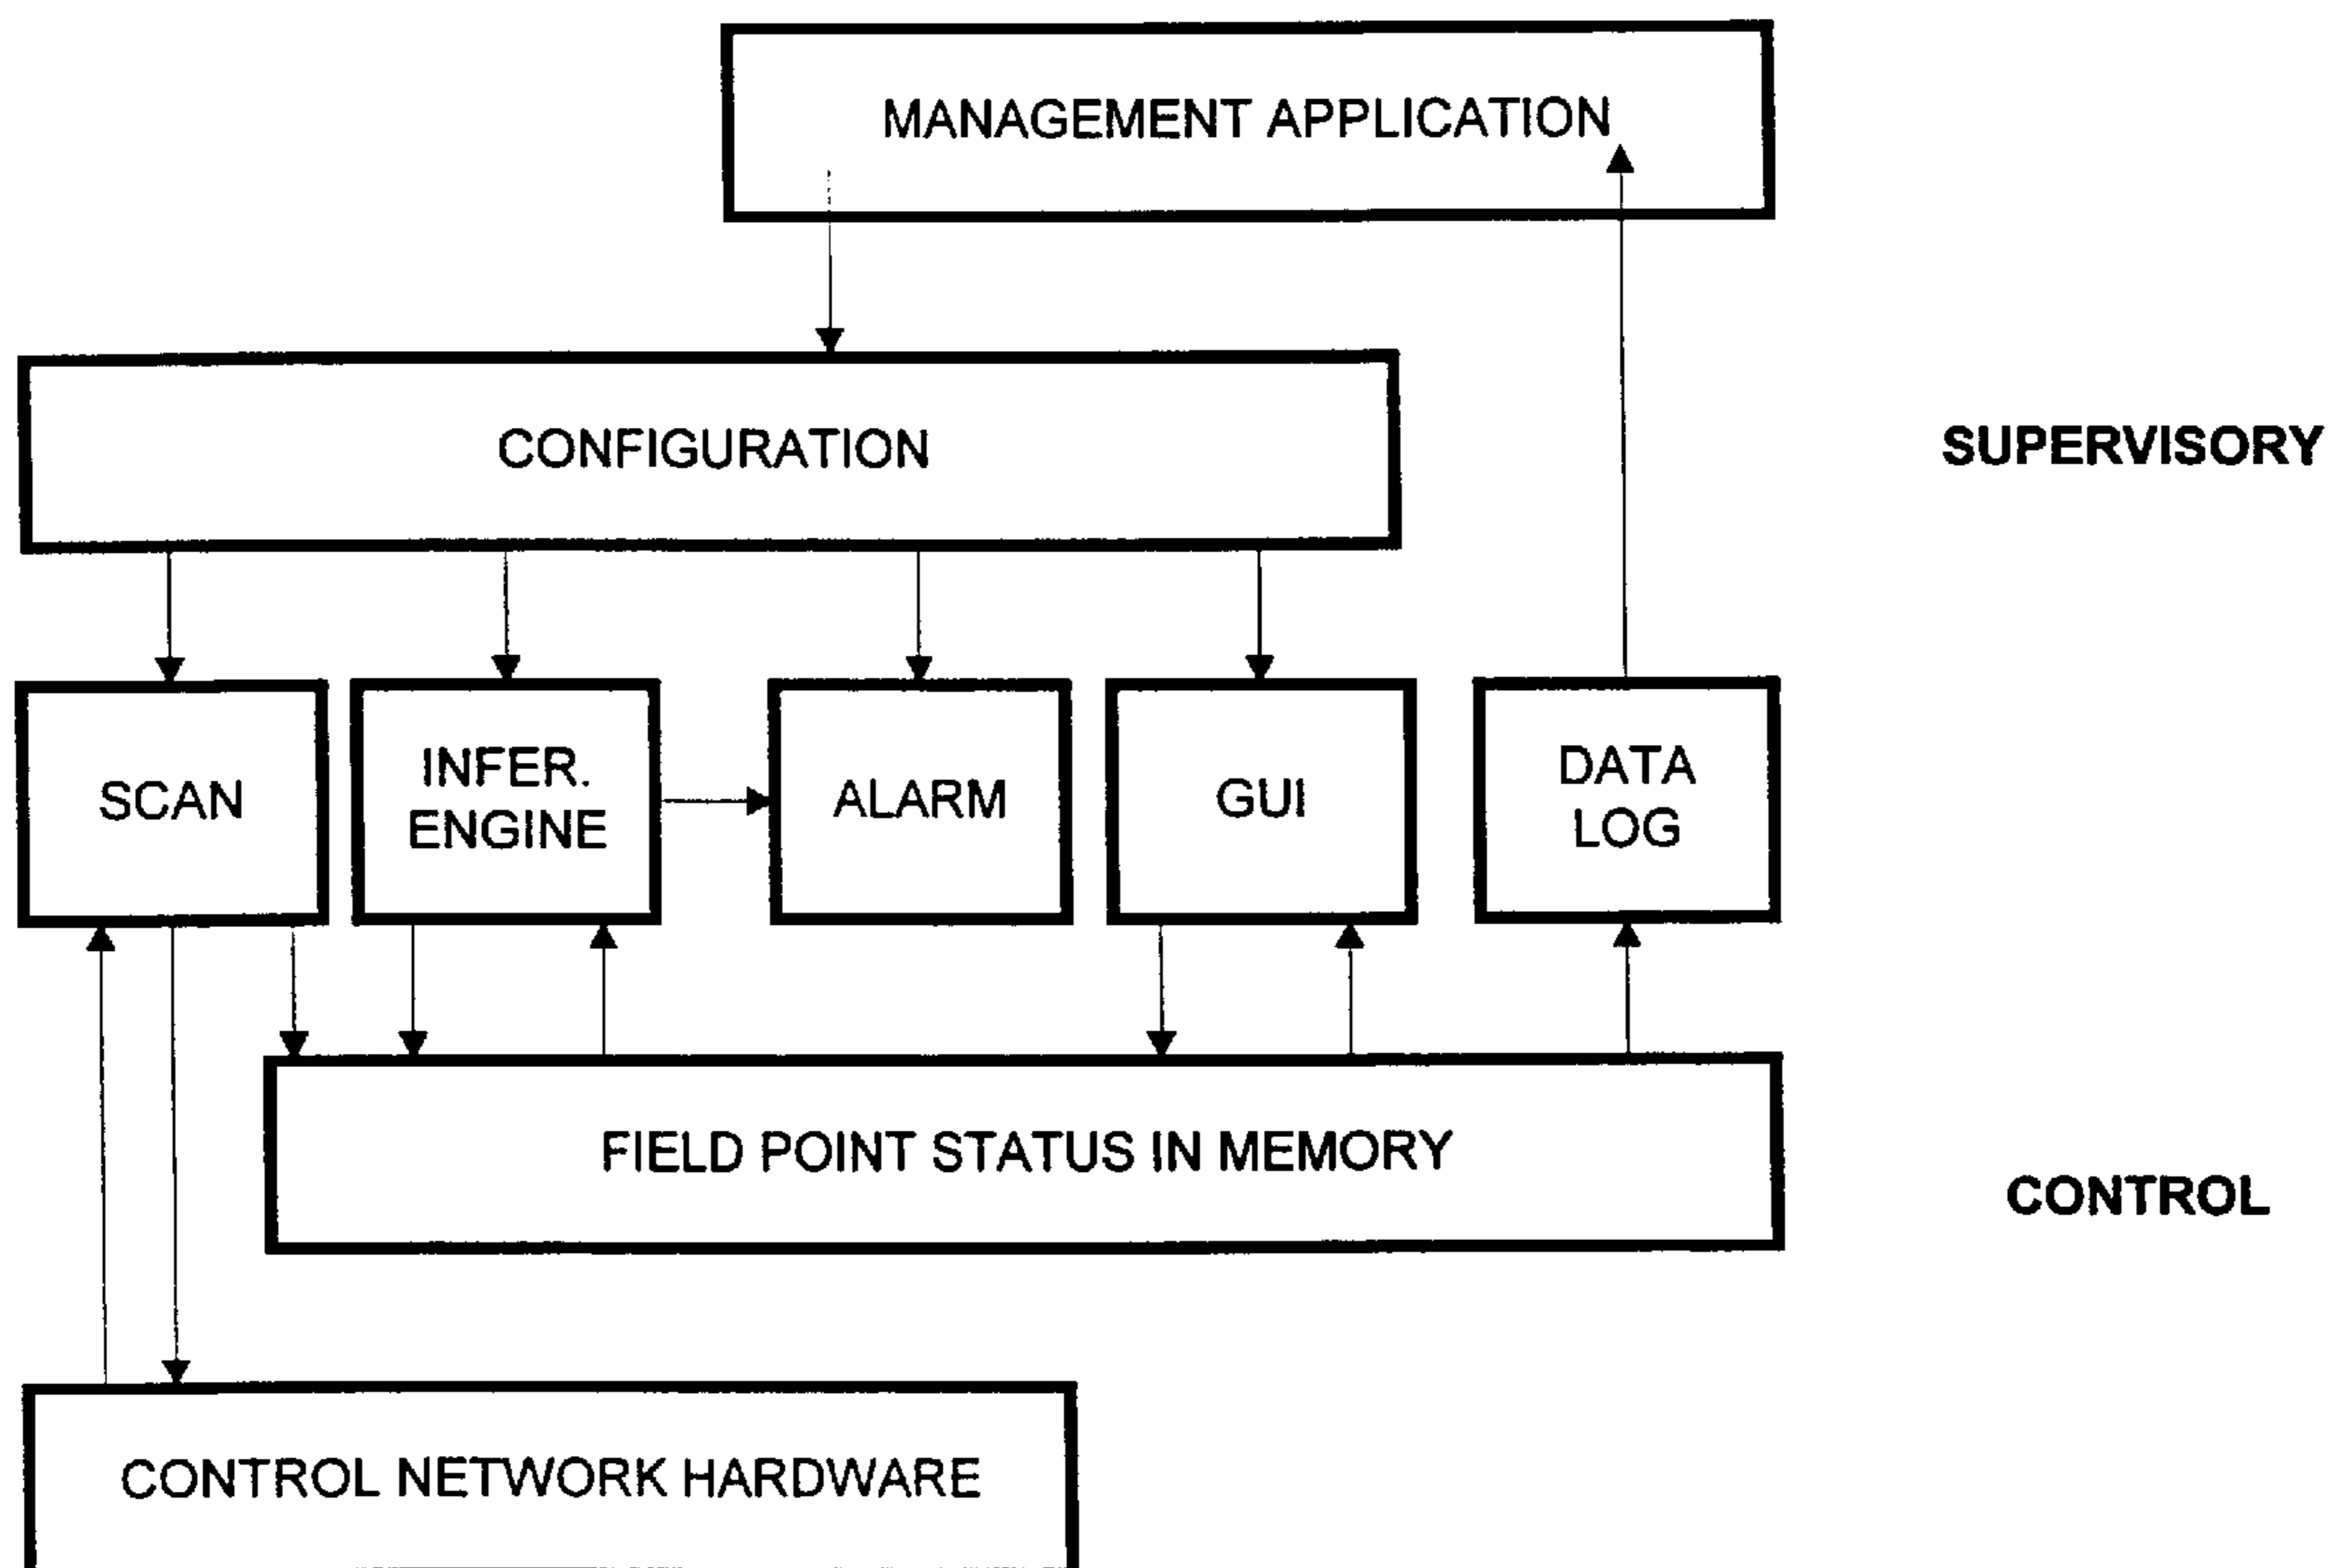 MANAGEMENT APPLICATION
CONFIGURATION
SUPERVISORY
SCAN
INFER.
ENGINE
ALARM
GUI
DATA
LOG
FIELD POINT STATUS IN MEMORY
CONTROL
CONTROL NETWORK HARDWARE